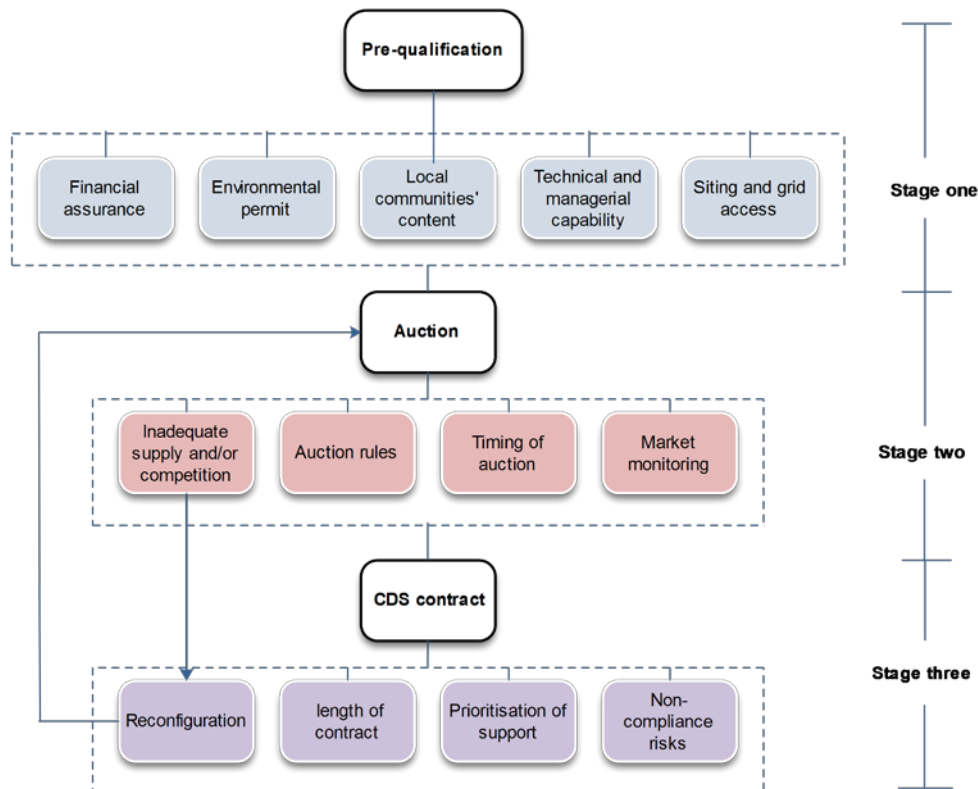 Pre-qualification
Financial
assurance
Environmental
permit
Local
communities'
content
Technical and
managerial
capability
Siting and grid
access
Stage one
Auction
Inadequate
supply and/or
competition
Auction rules
Timing of
auction
Market
monitoring
Stage two
CDS contract
Reconfiguration
length of
contract
Prioritisation of
support
Non-
compliance
risks
Stage three